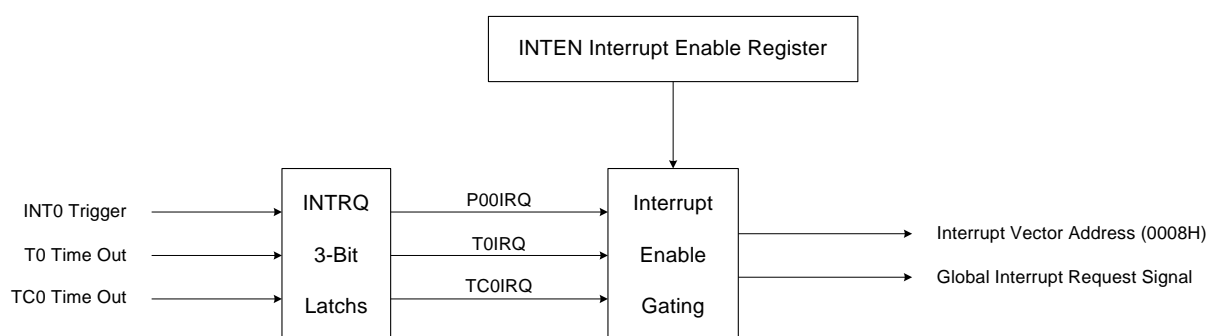 INTEN Interrupt Enable Register
INT0 Trigger
T0 Time Out
TC0 Time Out
INTRQ
3-Bit
Latchs
P00IRQ
T0IRQ
TC0IRQ
Interrupt
Enable
Gating
Interrupt Vector Address (0008H)
Global Interrupt Request Signal